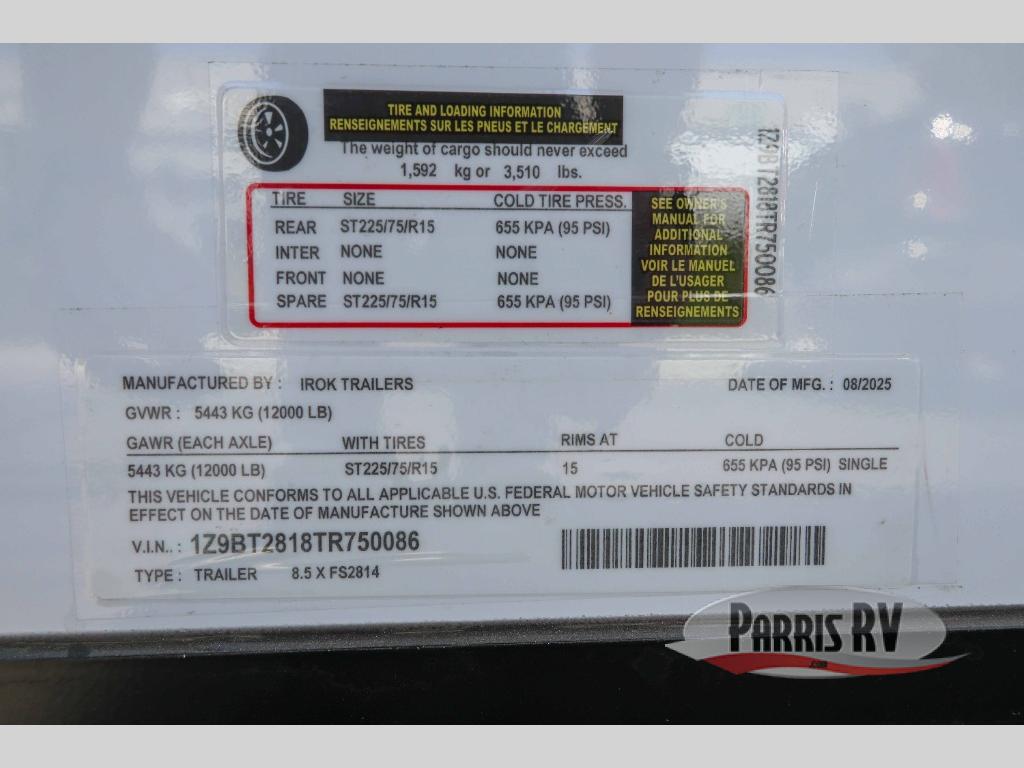 TIRE AND LOADING INFORMATION
RENSEIGNEMENTS SUR LES PNEUS ET LE CHARGEMENT
The weight of cargo should never exceed
1,592 kg or 3,510 lbs.
TIRE SIZE COLD TIRE PRESS.
REAR ST225/75/R15 655 KPA (95 PSI)
INTER NONE NONE
FRONT NONE NONE
SPARE ST225/75/R15 655 KPA (95 PSI)
SEE OWNER'S
MANUAL FOR
ADDITIONAL
INFORMATION
VOIR LE MANUEL
DE L'USAGER
POUR PLUS DE
RENSEIGNEMENTS
1Z9BT2818TR750086
MANUFACTURED BY : IROK TRAILERS DATE OF MFG. : 08/2025
GVWR : 5443 KG (12000 LB)
GAWR (EACH AXLE) WITH TIRES RIMS AT COLD
5443 KG (12000 LB) ST225/75/R15 15 655 KPA (95 PSI) SINGLE
THIS VEHICLE CONFORMS TO ALL APPLICABLE U.S. FEDERAL MOTOR VEHICLE SAFETY STANDARDS IN
EFFECT ON THE DATE OF MANUFACTURE SHOWN ABOVE
V.I.N.. : 1Z9BT2818TR750086
TYPE : TRAILER 8.5 X FS2814
PARRIS RV
.com